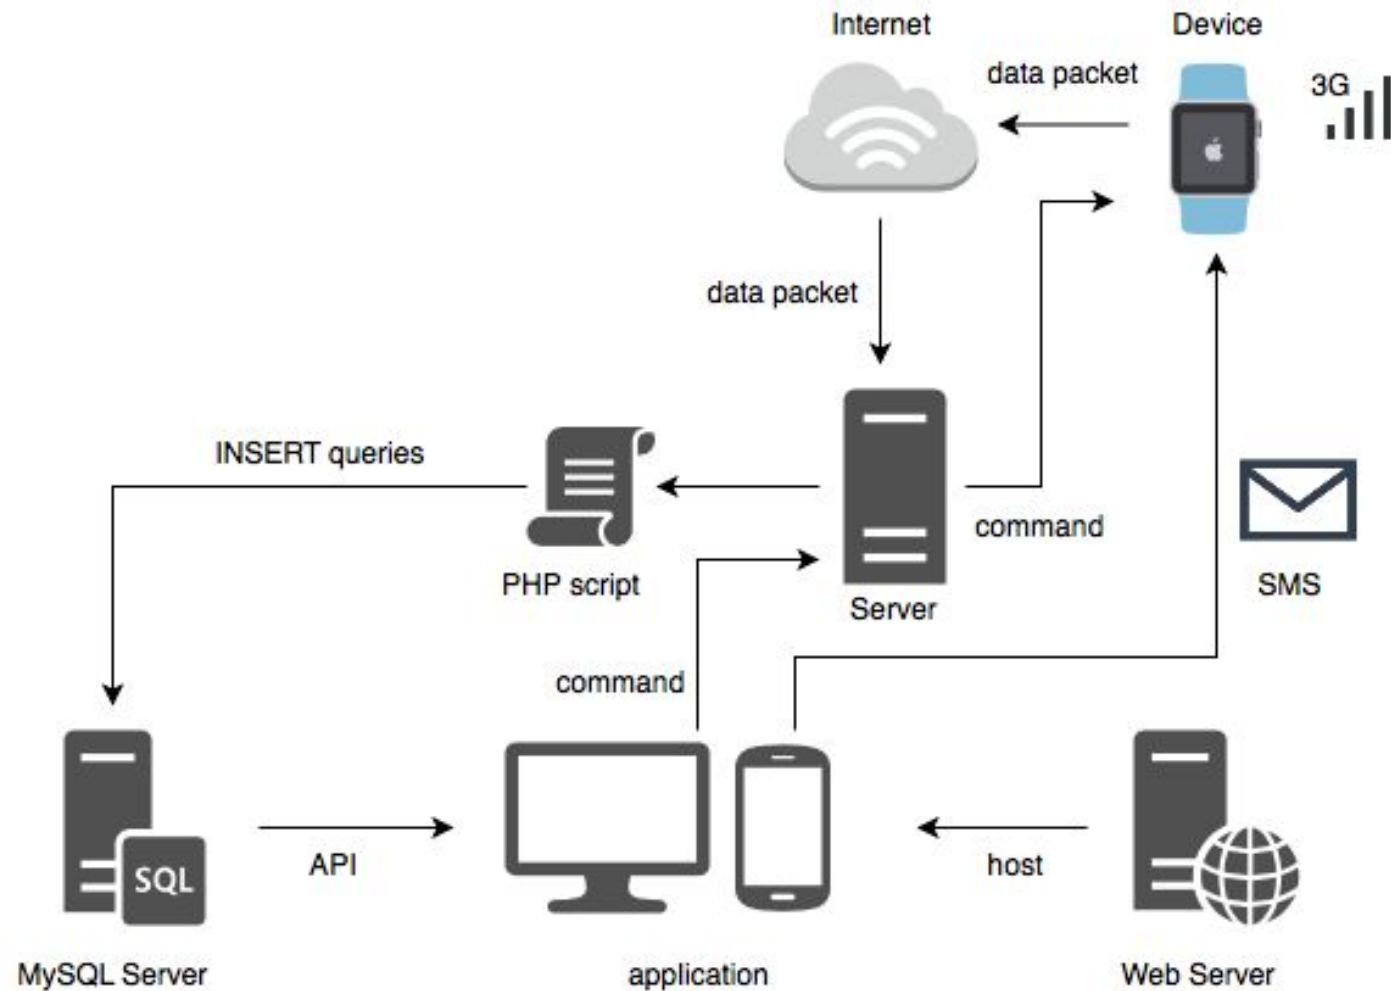 Internet
Device
data packet
3G
data packet
INSERT queries
command
PHP script
SMS
Server
command
API
SQL
host
MySQL Server
application
Web Server